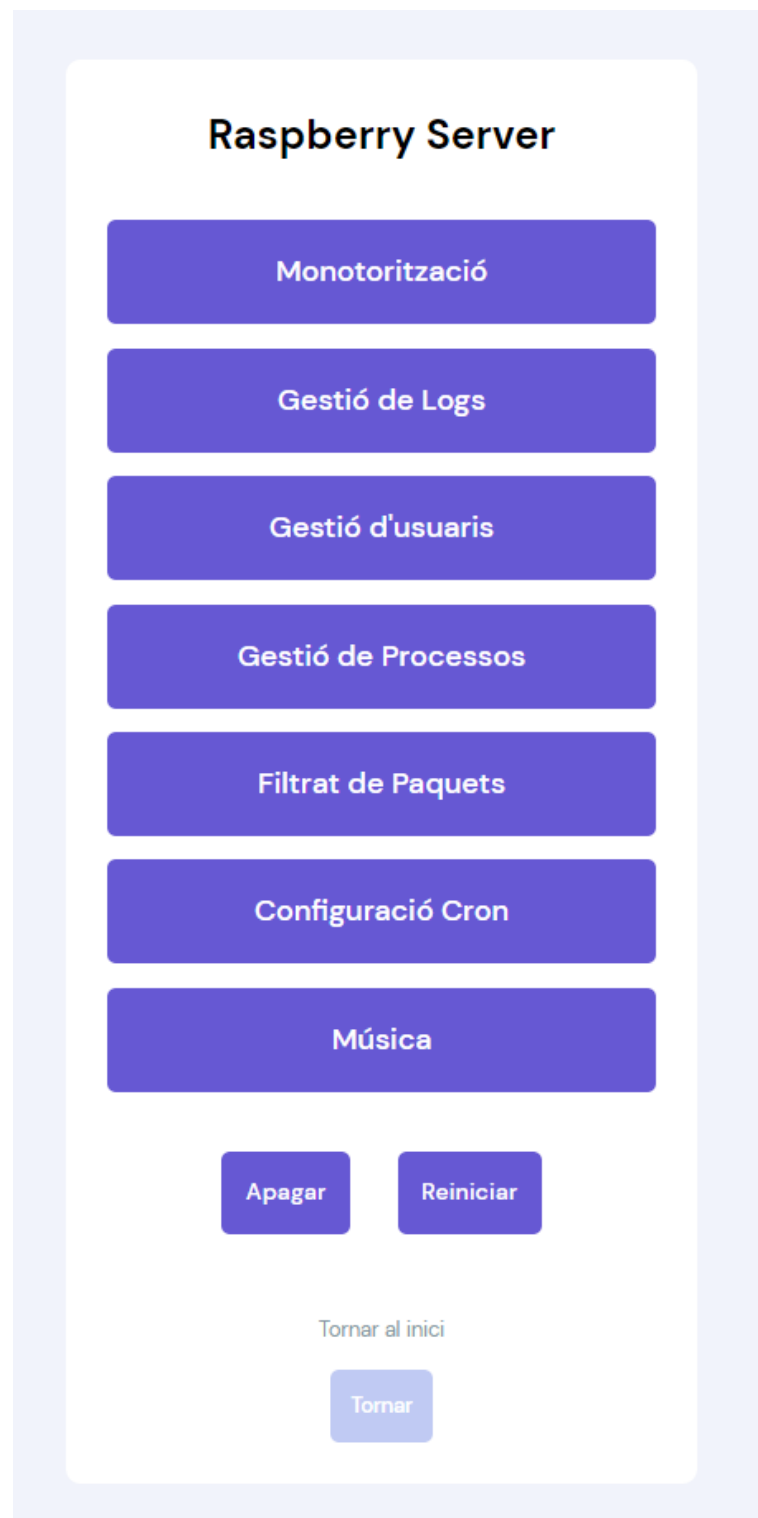 Raspberry Server
Monotorització
Gestió de Logs
Gestió d'usuaris
Gestió de Processos
Filtrat de Paquets
Configuració Cron
Música
Apagar
Reiniciar
Tornar al inici
Tornar